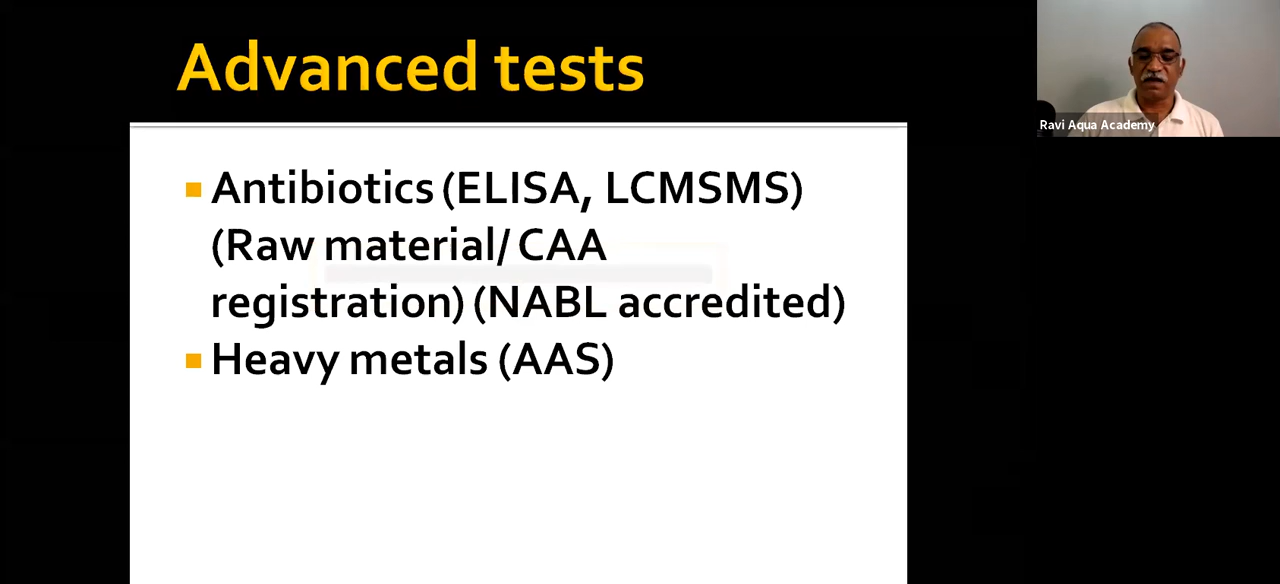 Advanced tests
Ravi Aqua Academy
Antibiotics (ELISA, LCMSMS)
(Raw material/ CAA
registration) (NABL accredited)
Heavy metals (AAS)